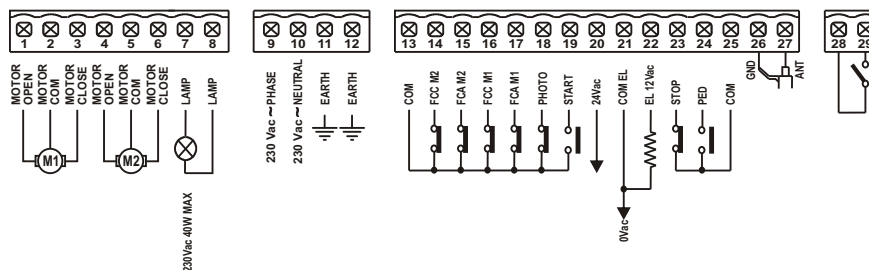 1 2 3 4 5 6 7 8
9 10 11 12
13 14 15 16 17 18 19 20 21 22 23 24 25 26 27
28 29
MOTOR OPEN
MOTOR COM
MOTOR CLOSE
MOTOR OPEN
MOTOR COM
MOTOR CLOSE
LAMP
LAMP
M1
M2
230Vac 40W MAX
230 Vac ~ PHASE
230 Vac ~ NEUTRAL
EARTH
EARTH
COM
FCC M2
FCA M2
FCC M1
FCA M1
PHOTO
START
24Vac
COM EL
EL 12Vac
STOP
PED
COM
GND
ANT
0Vac